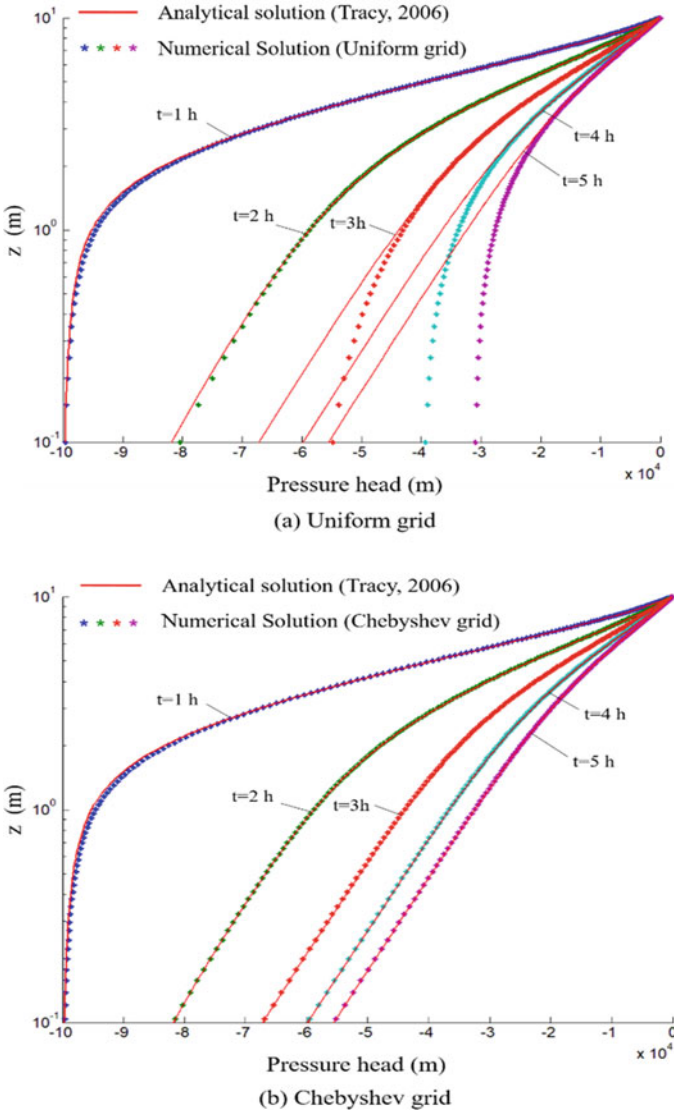 Analytical solution (Tracy, 2006)
Numerical Solution (Uniform grid)
t=1 h
t=2 h
t=3h
t=4 h
t=5 h
z (m)
10^1
10^0
10^-1
-10 -9 -8 -7 -6 -5 -4 -3 -2 -1 0
x 10^4
Pressure head (m)
(a) Uniform grid
Analytical solution (Tracy, 2006)
Numerical Solution (Chebyshev grid)
t=1 h
t=2 h
t=3h
t=4 h
t=5 h
z (m)
10^1
10^0
10^-1
-10 -9 -8 -7 -6 -5 -4 -3 -2 -1 0
x 10^4
Pressure head (m)
(b) Chebyshev grid